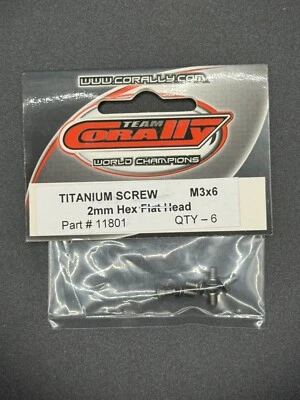 WWW.CORALLY.COM
TEAM
CORALLY
WORLD CHAMPIONS
TITANIUM SCREW M3x6
2mm Hex Flat Head
Part # 11801 QTY – 6